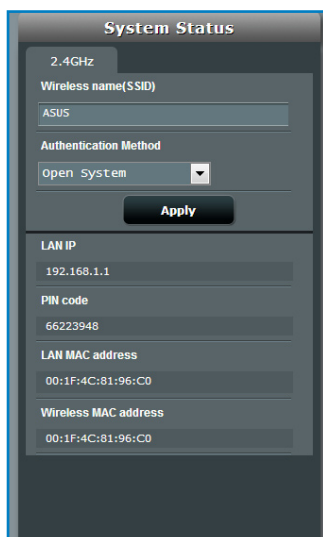 System Status
2.4GHz
Wireless name(SSID)
ASUS
Authentication Method
Open System
Apply
LAN IP
192.168.1.1
PIN code
66223948
LAN MAC address
00:1F:4C:81:96:C0
Wireless MAC address
00:1F:4C:81:96:C0